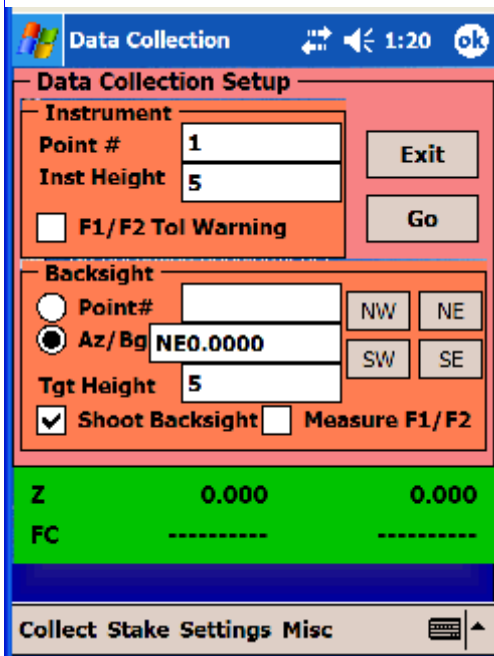 Data Collection 1:20 ok
Data Collection Setup
Instrument
Point # 1
Exit
Inst Height 5
F1/F2 Tol Warning
Go
Backsight
Point#
NW NE
Az/Bg NE0.0000
SW SE
Tgt Height 5
Shoot Backsight Measure F1/F2
Z 0.000 0.000
FC ---------- ----------
Collect Stake Settings Misc